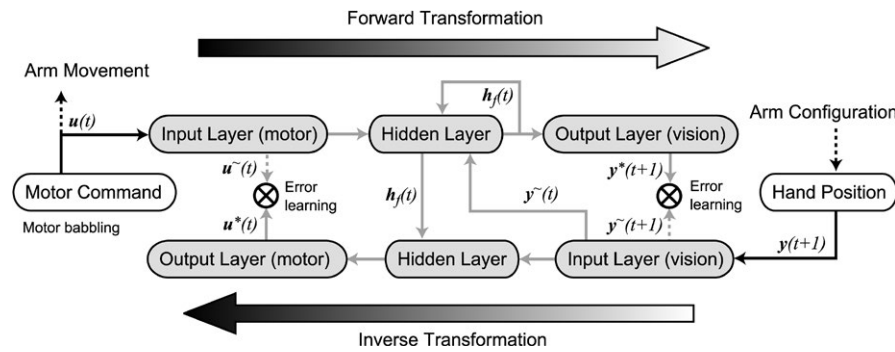 Forward Transformation
Arm Movement
u(t)
h_f(t)
Arm Configuration
Input Layer (motor)
Hidden Layer
Output Layer (vision)
u~(t)
y*(t+1)
Motor Command
Error
learning
h_f(t)
y~(t)
Error
learning
Hand Position
Motor babbling
u*(t)
y~(t+1)
y(t+1)
Output Layer (motor)
Hidden Layer
Input Layer (vision)
Inverse Transformation